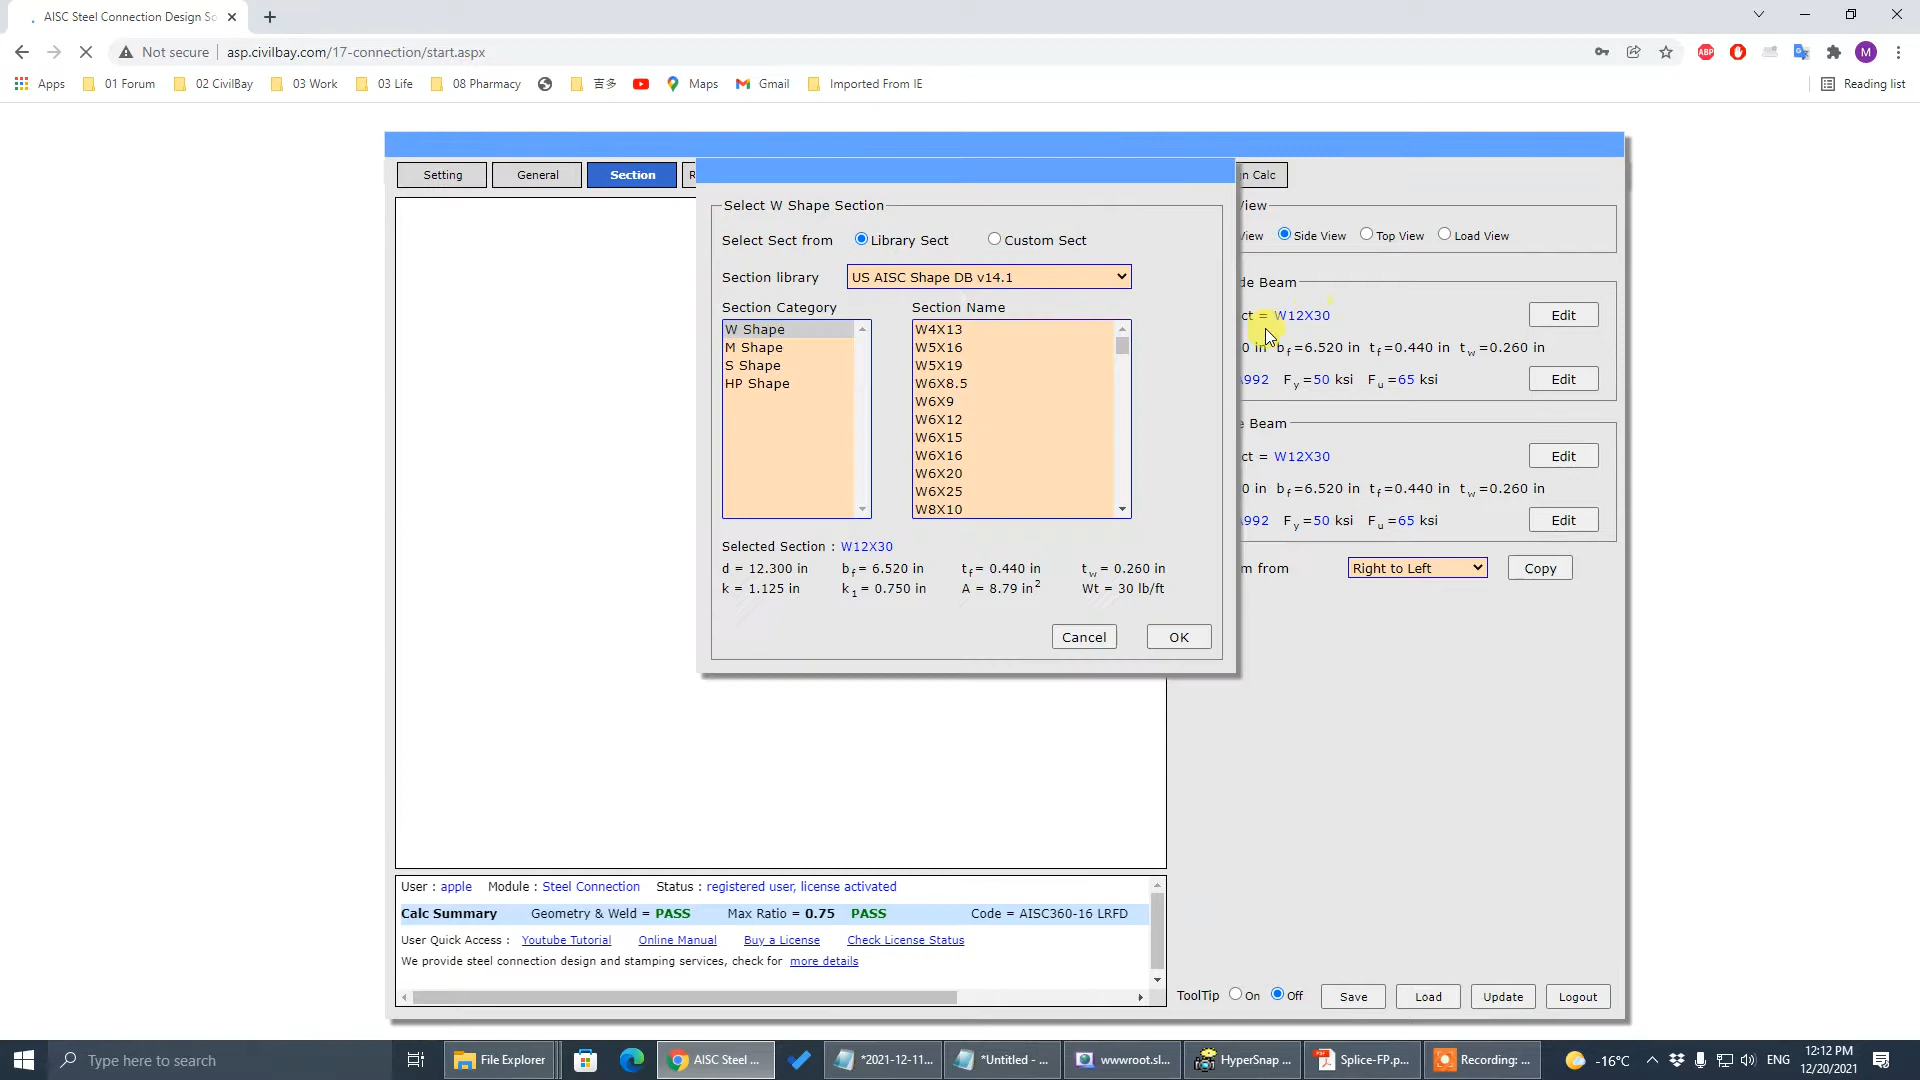 AISC Steel Connection Design So
Not secure
asp.civilbay.com/17-connection/start.aspx
ABP
M
Apps
01 Forum
02 CivilBay
03 Work
03 Life
08 Pharmacy
吉多
Maps
Gmail
Imported From IE
Reading list
Setting
General
Section
R
n Calc
Select W Shape Section
Select Sect from
Library Sect
Custom Sect
Section library
US AISC Shape DB v14.1
Section Category
Section Name
W Shape
M Shape
S Shape
HP Shape
W4X13
W5X16
W5X19
W6X8.5
W6X9
W6X12
W6X15
W6X16
W6X20
W6X25
W8X10
Selected Section : W12X30
d = 12.300 in bf= 6.520 in tf= 0.440 in tw= 0.260 in
k = 1.125 in k1= 0.750 in A = 8.79 in2 Wt = 30 lb/ft
Cancel
OK
View
View
Side View
Top View
Load View
de Beam
ct = W12X30
Edit
0 in bf=6.520 in tf=0.440 in tw=0.260 in
992 Fy=50 ksi Fu=65 ksi
Edit
e Beam
ct = W12X30
Edit
0 in bf=6.520 in tf=0.440 in tw=0.260 in
992 Fy=50 ksi Fu=65 ksi
Edit
m from
Right to Left
Copy
User : apple Module : Steel Connection Status : registered user, license activated
Calc Summary Geometry & Weld = PASS Max Ratio = 0.75 PASS Code = AISC360-16 LRFD
User Quick Access : Youtube Tutorial Online Manual Buy a License Check License Status
We provide steel connection design and stamping services, check for more details
ToolTip On Off
Save
Load
Update
Logout
Type here to search
File Explorer
AISC Steel ...
*2021-12-11...
*Untitled - ...
wwwroot.sl...
HyperSnap ...
Splice-FP.p...
Recording: ...
-16°C
ENG
12:12 PM
12/20/2021